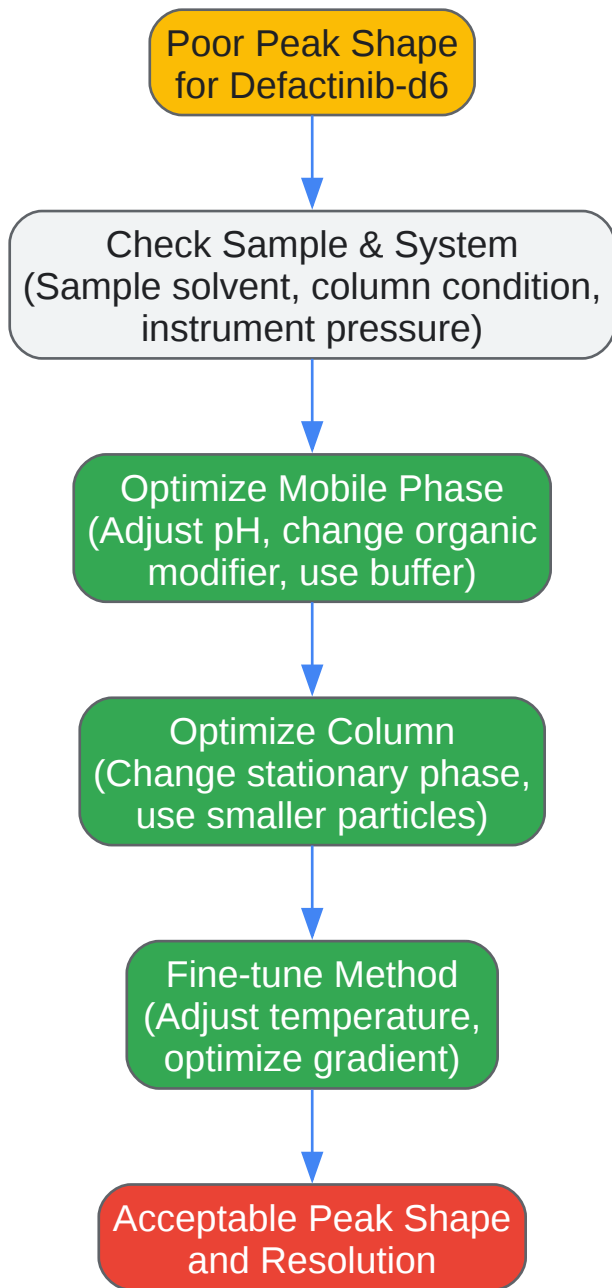 Poor Peak Shape
for Defactinib-d6
Check Sample & System
(Sample solvent, column condition,
instrument pressure)
Optimize Mobile Phase
(Adjust pH, change organic
modifier, use buffer)
Optimize Column
(Change stationary phase,
use smaller particles)
Fine-tune Method
(Adjust temperature,
optimize gradient)
Acceptable Peak Shape
and Resolution